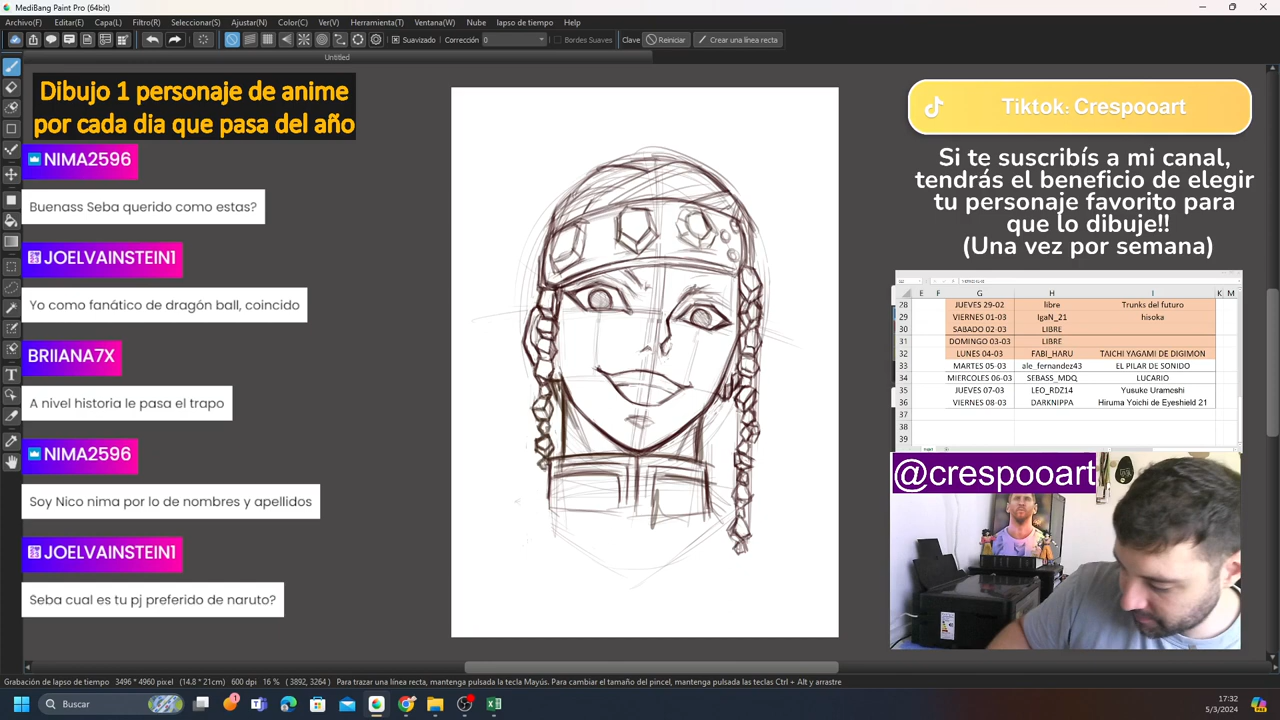 MediBang Paint Pro (64bit)
Archivo(F) Editar(E) Capa(L) Filtro(R) Seleccionar(S) Ajustar(N) Color(C) Ver(V) Herramienta(T) Ventana(W) Nube lapso de tiempo Help
Suavizado Corrección 0 Bordes Suaves Clave Reiniciar Crear una línea recta
Untitled
Dibujo 1 personaje de anime
por cada dia que pasa del año
NIMA2596
Buenass Seba querido como estas?
JOELVAINSTEIN1
Yo como fanático de dragón ball, coincido
BRIIANA7X
A nivel historia le pasa el trapo
NIMA2596
Soy Nico nima por lo de nombres y apellidos
JOELVAINSTEIN1
Seba cual es tu pj preferido de naruto?
Tiktok: Crespooart
Si te suscribís a mi canal,
tendrás el beneficio de elegir
tu personaje favorito para
que lo dibuje!!
(Una vez por semana)
E F G H I K M
28 JUEVES 29-02 libre Trunks del futuro
29 VIERNES 01-03 IgaN_21 hisoka
30 SABADO 02-03 LIBRE
31 DOMINGO 03-03 LIBRE
32 LUNES 04-03 FABI_HARU TAICHI YAGAMI DE DIGIMON
33 MARTES 05-03 ale_fernandez43 EL PILAR DE SONIDO
34 MIERCOLES 06-03 SEBASS_MDQ LUCARIO
35 JUEVES 07-03 LEO_RDZ14 Yusuke Urameshi
36 VIERNES 08-03 DARKNIPPA Hiruma Yoichi de Eyeshield 21
37
38
39
@crespooart
Grabación de lapso de tiempo 3496 * 4960 píxel (14.8 * 21cm) 600 dpi 16 % ( 3892, 3264 ) Para trazar una línea recta, mantenga pulsada la tecla Mayús. Para cambiar el tamaño del pincel, mantenga pulsadas las teclas Ctrl + Alt y arrastre
Buscar
17:32
5/3/2024